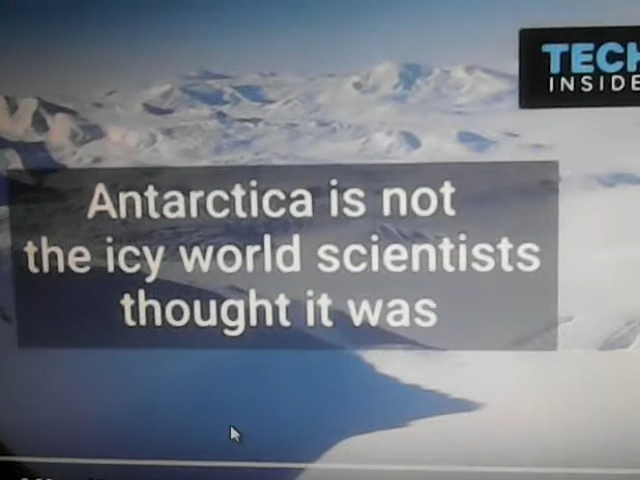 TECH
INSIDE
Antarctica is not
the icy world scientists
thought it was